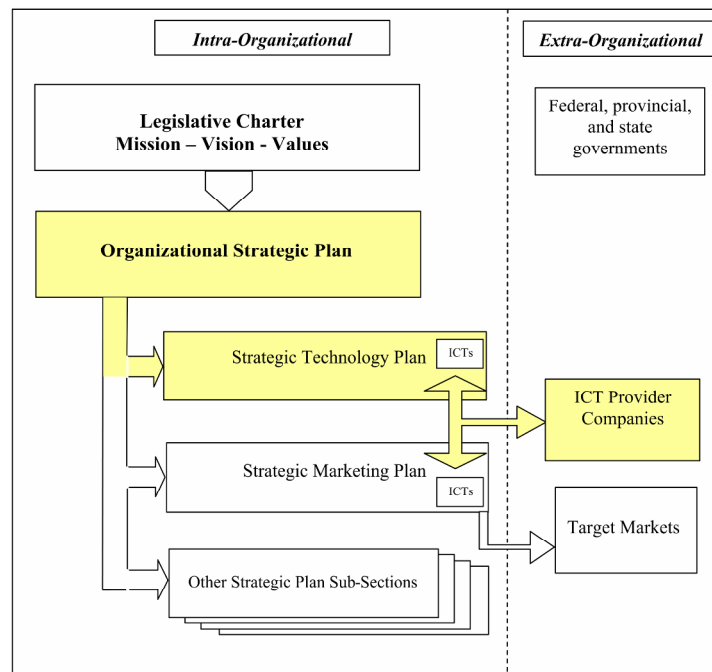 Intra-Organizational
Extra-Organizational
Legislative Charter
Mission – Vision - Values
Federal, provincial,
and state
governments
Organizational Strategic Plan
Strategic Technology Plan
ICTs
ICT Provider
Companies
Strategic Marketing Plan
ICTs
Target Markets
Other Strategic Plan Sub-Sections